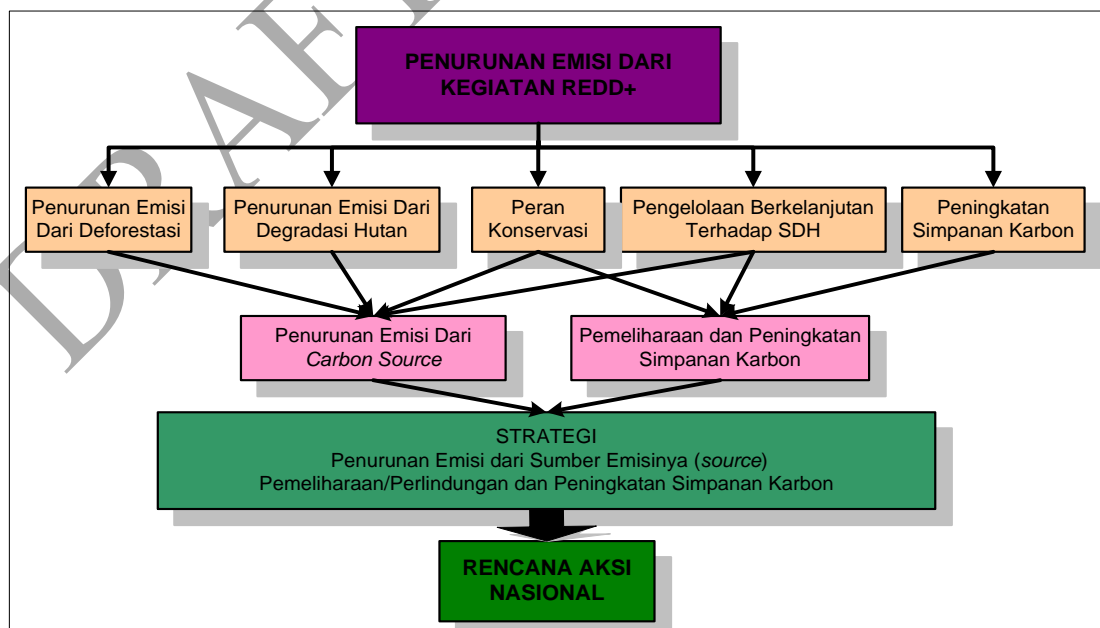 PENURUNAN EMISI DARI
KEGIATAN REDD+
Penurunan Emisi
Dari Deforestasi
Penurunan Emisi Dari
Degradasi Hutan
Peran
Konservasi
Pengelolaan Berkelanjutan
Terhadap SDH
Peningkatan
Simpanan Karbon
Penurunan Emisi Dari
Carbon Source
Pemeliharaan dan Peningkatan
Simpanan Karbon
STRATEGI
Penurunan Emisi dari Sumber Emisinya (source)
Pemeliharaan/Perlindungan dan Peningkatan Simpanan Karbon
RENCANA AKSI
NASIONAL